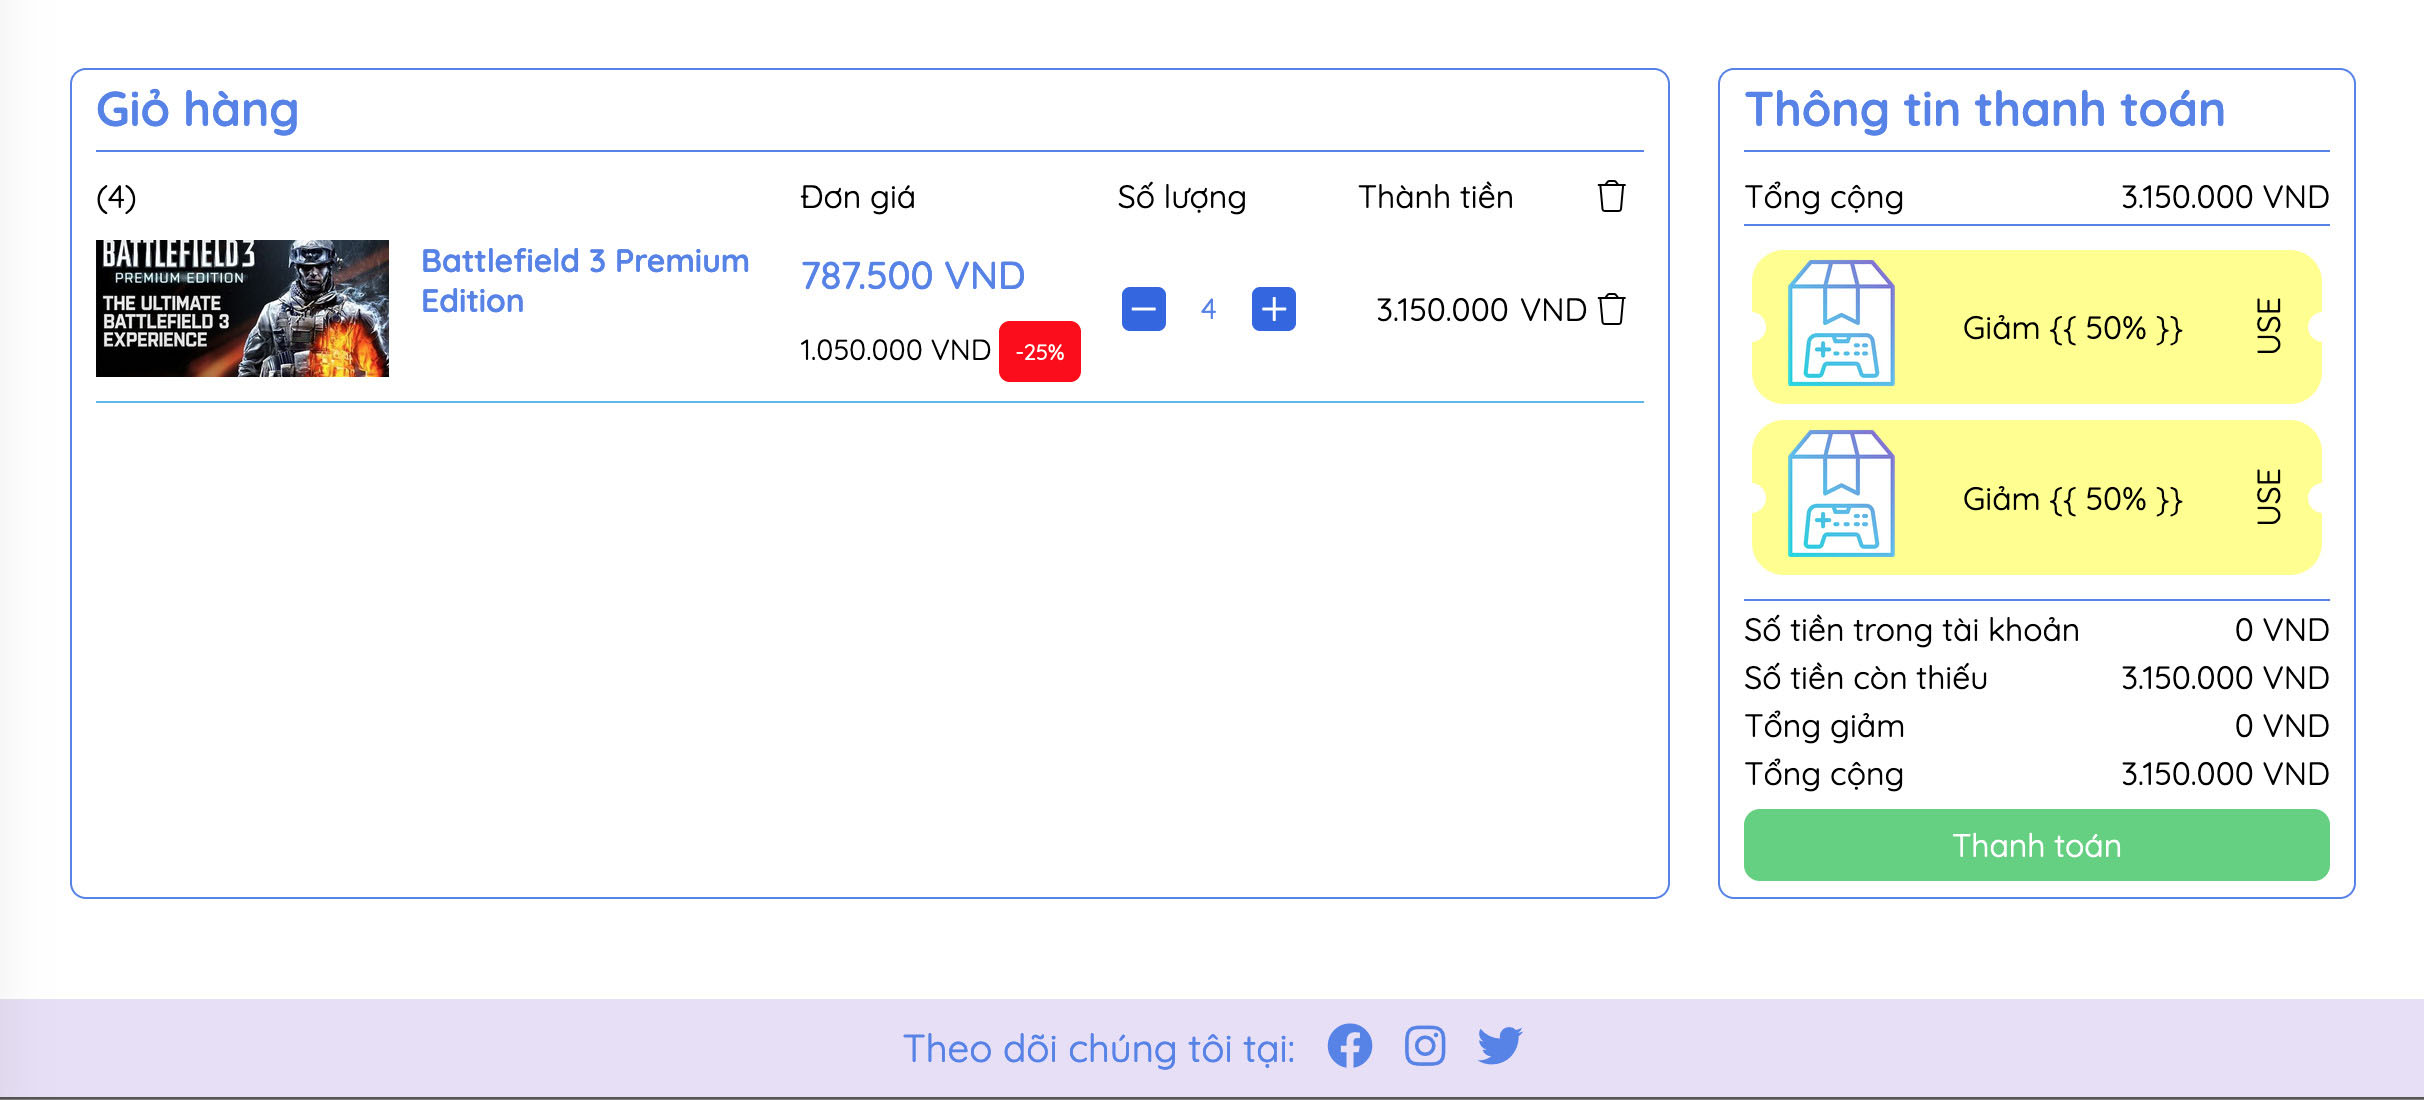 Giỏ hàng
(4) Đơn giá Số lượng Thành tiền
BATTLEFIELD 3
PREMIUM EDITION
THE ULTIMATE
BATTLEFIELD 3
EXPERIENCE
Battlefield 3 Premium
Edition
787.500 VND
1.050.000 VND -25%
4
3.150.000 VND
Thông tin thanh toán
Tổng cộng 3.150.000 VND
Giảm {{ 50% }} USE
Giảm {{ 50% }} USE
Số tiền trong tài khoản 0 VND
Số tiền còn thiếu 3.150.000 VND
Tổng giảm 0 VND
Tổng cộng 3.150.000 VND
Thanh toán
Theo dõi chúng tôi tại: